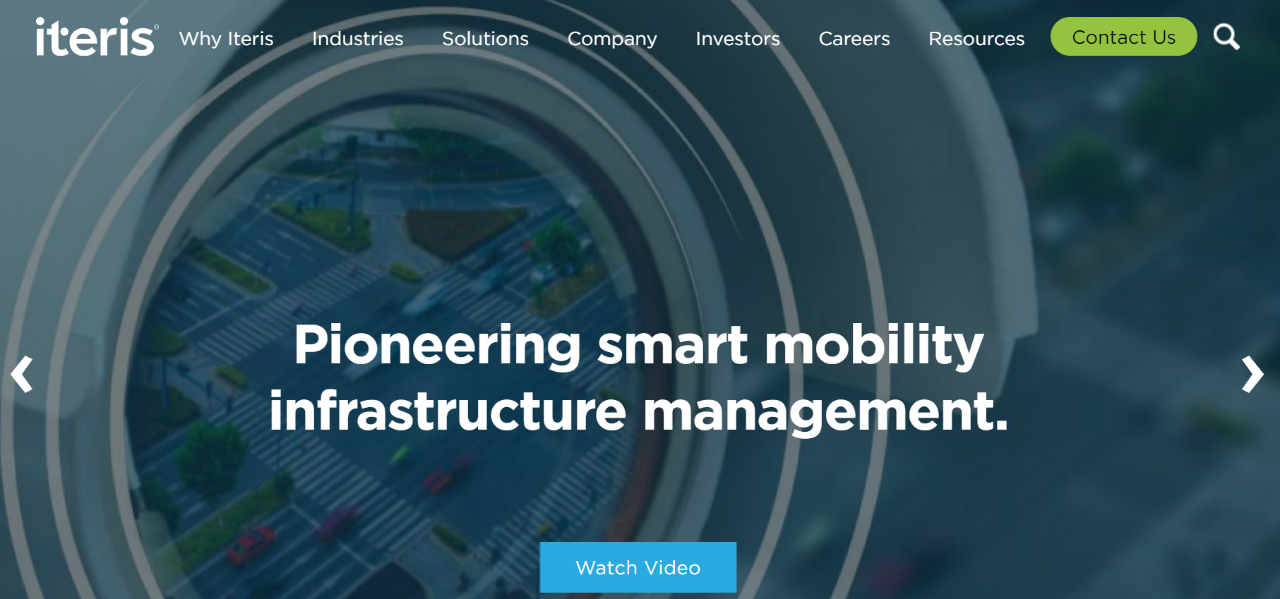 iteris®
Why Iteris
Industries
Solutions
Company
Investors
Careers
Resources
Contact Us
Pioneering smart mobility
infrastructure management.
Watch Video